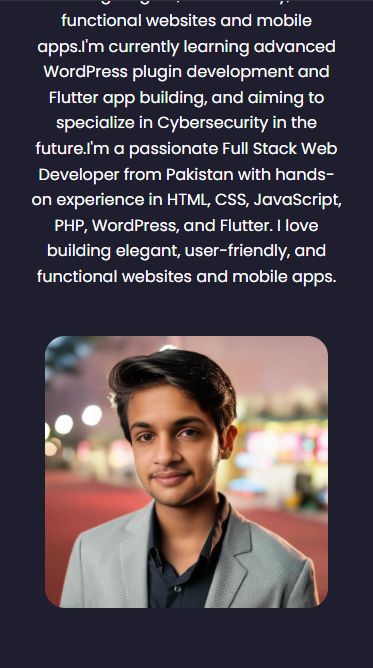 functional websites and mobile
apps.I'm currently learning advanced
WordPress plugin development and
Flutter app building, and aiming to
specialize in Cybersecurity in the
future.I'm a passionate Full Stack Web
Developer from Pakistan with hands-
on experience in HTML, CSS, JavaScript,
PHP, WordPress, and Flutter. I love
building elegant, user-friendly, and
functional websites and mobile apps.